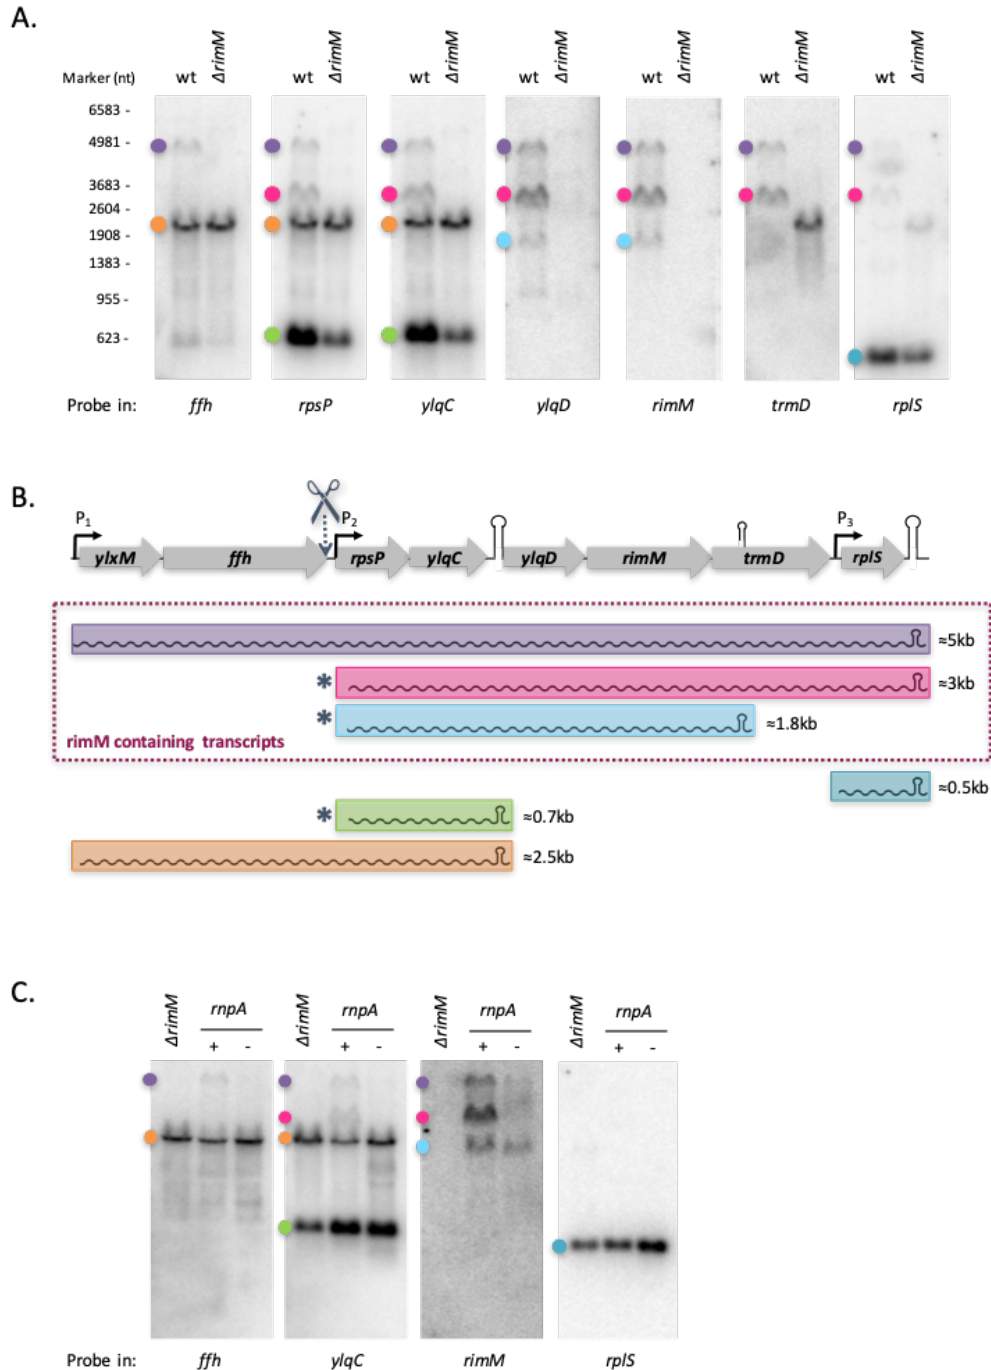 A.
wt ΔrimM wt ΔrimM wt ΔrimM wt ΔrimM wt ΔrimM wt ΔrimM wt ΔrimM
Marker (nt)
6583 -
4981 -
3683 -
2604 -
1908 -
1383 -
955 -
623 -
Probe in: ffh rpsP ylqC ylqD rimM trmD rplS
B.
P1 P2 P3
ylxM ffh rpsP ylqC ylqD rimM trmD rplS
≈5kb
* ≈3kb
* ≈1.8kb
rimM containing transcripts
≈0.5kb
* ≈0.7kb
≈2.5kb
C.
ΔrimM rnpA ΔrimM rnpA ΔrimM rnpA ΔrimM rnpA
+ - + - + - + -
Probe in: ffh ylqC rimM rplS